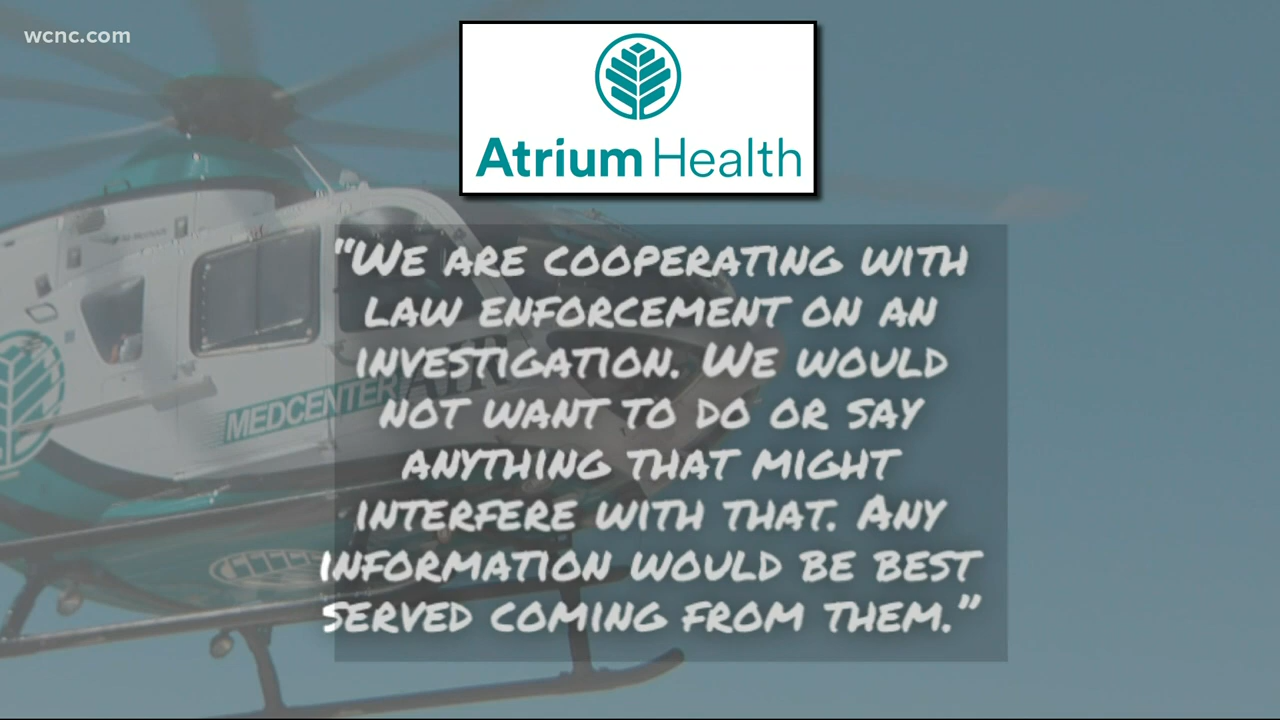 wcnc.com
Atrium Health
“We are cooperating with
law enforcement on an
investigation. We would
not want to do or say
anything that might
interfere with that. Any
information would be best
served coming from them.”
MEDCENTER AIR